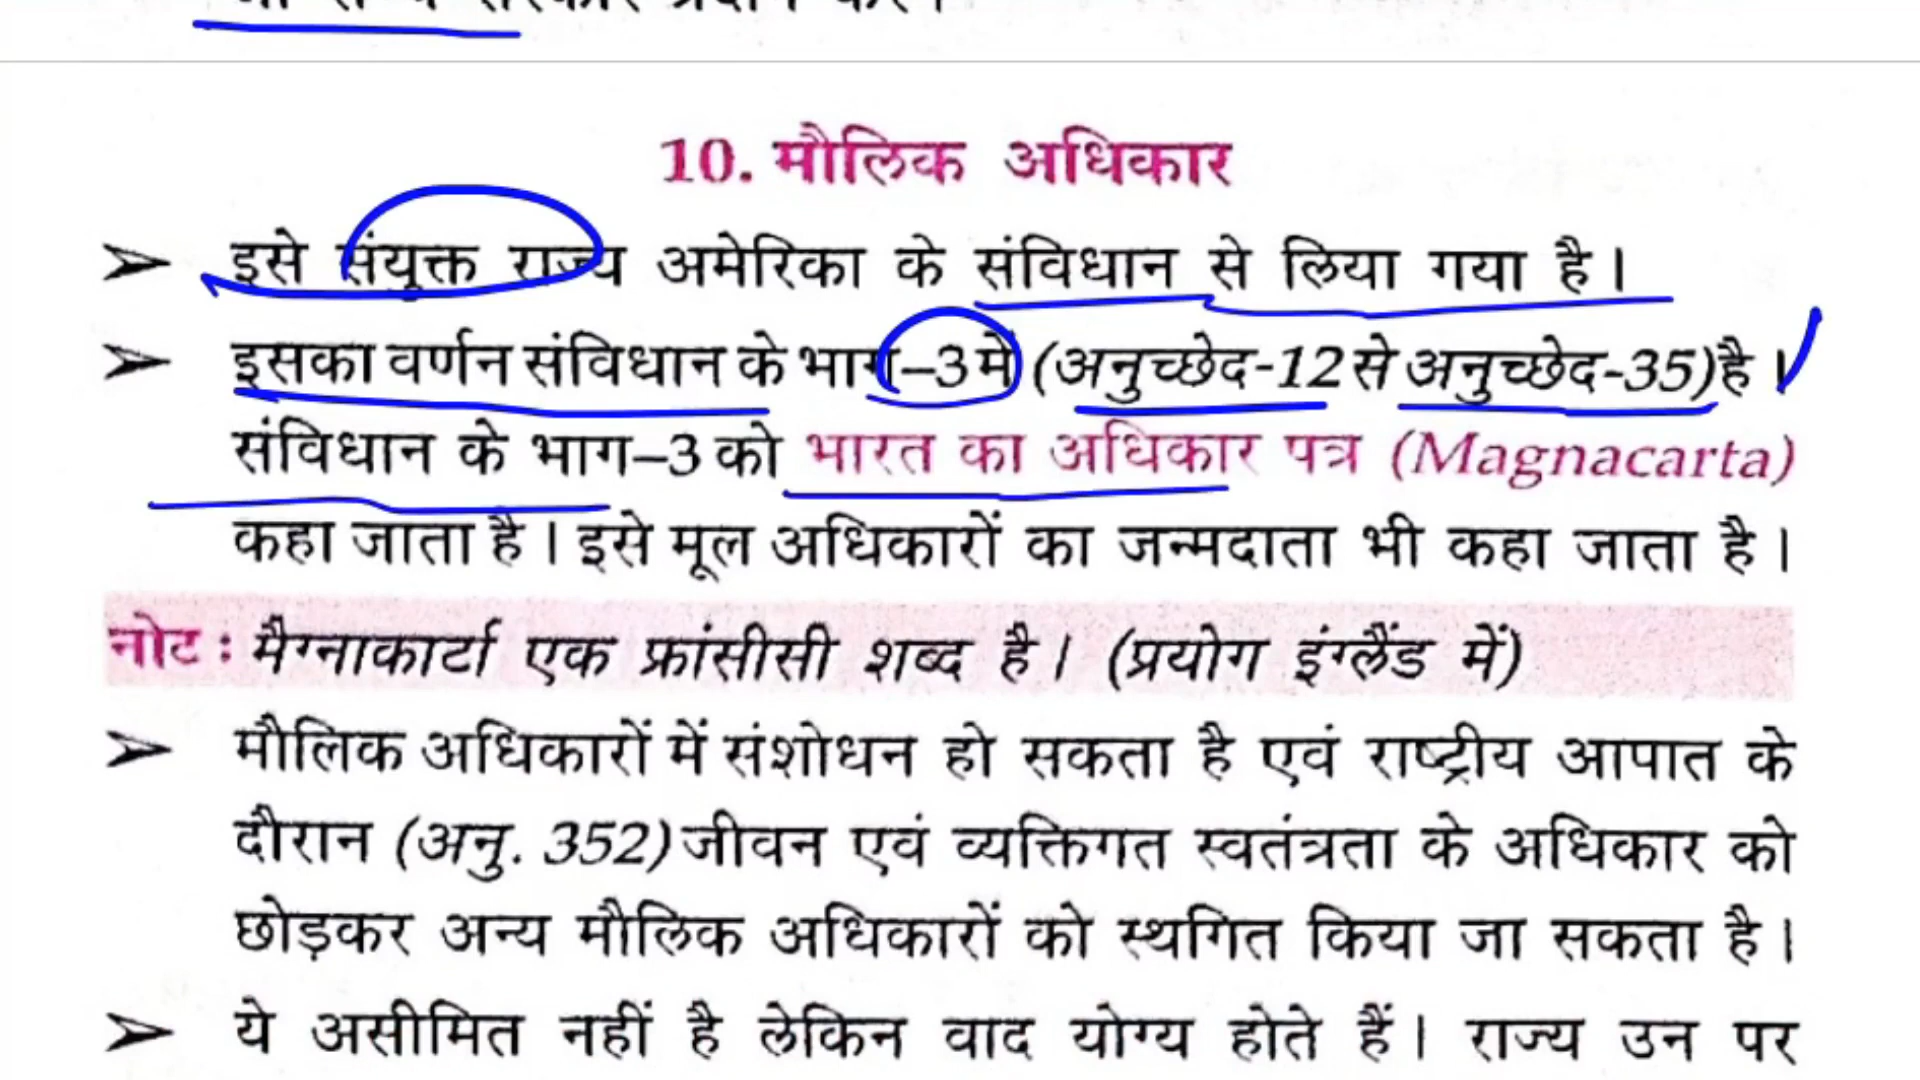 10. मौलिक अधिकार
➤ इसे संयुक्त राज्य अमेरिका के संविधान से लिया गया है।
➤ इसका वर्णन संविधान के भाग–3 में (अनुच्छेद-12 से अनुच्छेद-35) है।
संविधान के भाग–3 को भारत का अधिकार पत्र (Magnacarta)
कहा जाता है। इसे मूल अधिकारों का जन्मदाता भी कहा जाता है।
नोट : मैग्नाकार्टा एक फ्रांसीसी शब्द है। (प्रयोग इंग्लैंड में)
➤ मौलिक अधिकारों में संशोधन हो सकता है एवं राष्ट्रीय आपात के
दौरान (अनु. 352) जीवन एवं व्यक्तिगत स्वतंत्रता के अधिकार को
छोड़कर अन्य मौलिक अधिकारों को स्थगित किया जा सकता है।
➤ ये असीमित नहीं है लेकिन वाद योग्य होते हैं। राज्य उन पर